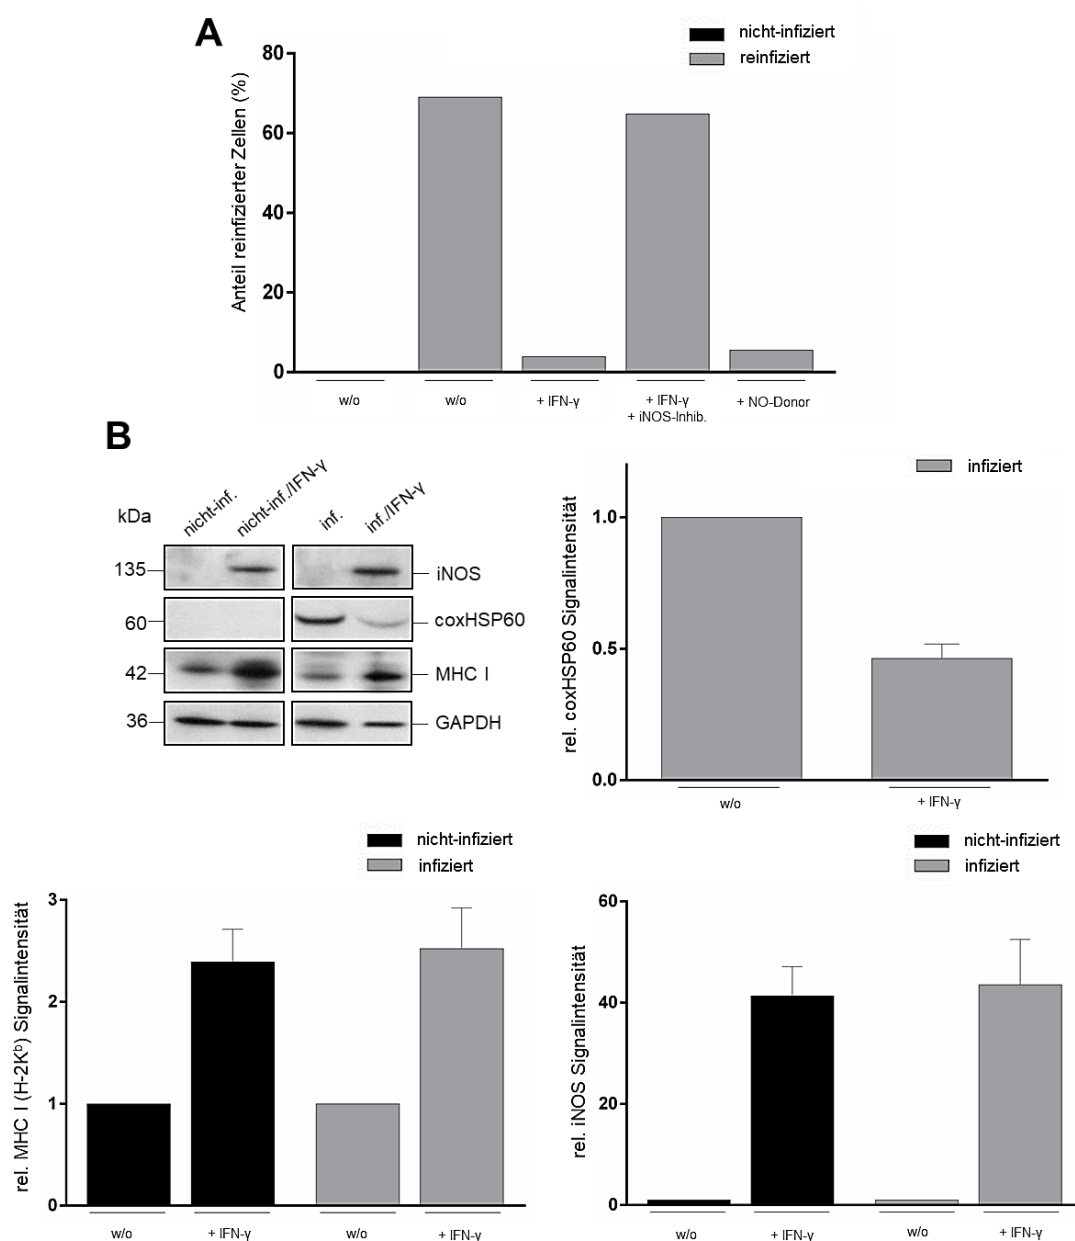 A
nicht-infiziert
reinfiziert
Anteil reinfizierter Zellen (%)
80
60
40
20
0
w/o
w/o
+ IFN-γ
+ IFN-γ
+ iNOS-Inhib.
+ NO-Donor
B
kDa
nicht-inf.
nicht-inf./IFN-γ
inf.
inf./IFN-γ
135
iNOS
60
coxHSP60
42
MHC I
36
GAPDH
infiziert
rel. coxHSP60 Signalintensität
1.0
0.5
0.0
w/o
+ IFN-γ
nicht-infiziert
infiziert
rel. MHC I (H-2Kᵇ) Signalintensität
3
2
1
0
w/o
+ IFN-γ
w/o
+ IFN-γ
nicht-infiziert
infiziert
rel. iNOS Signalintensität
60
40
20
0
w/o
+ IFN-γ
w/o
+ IFN-γ